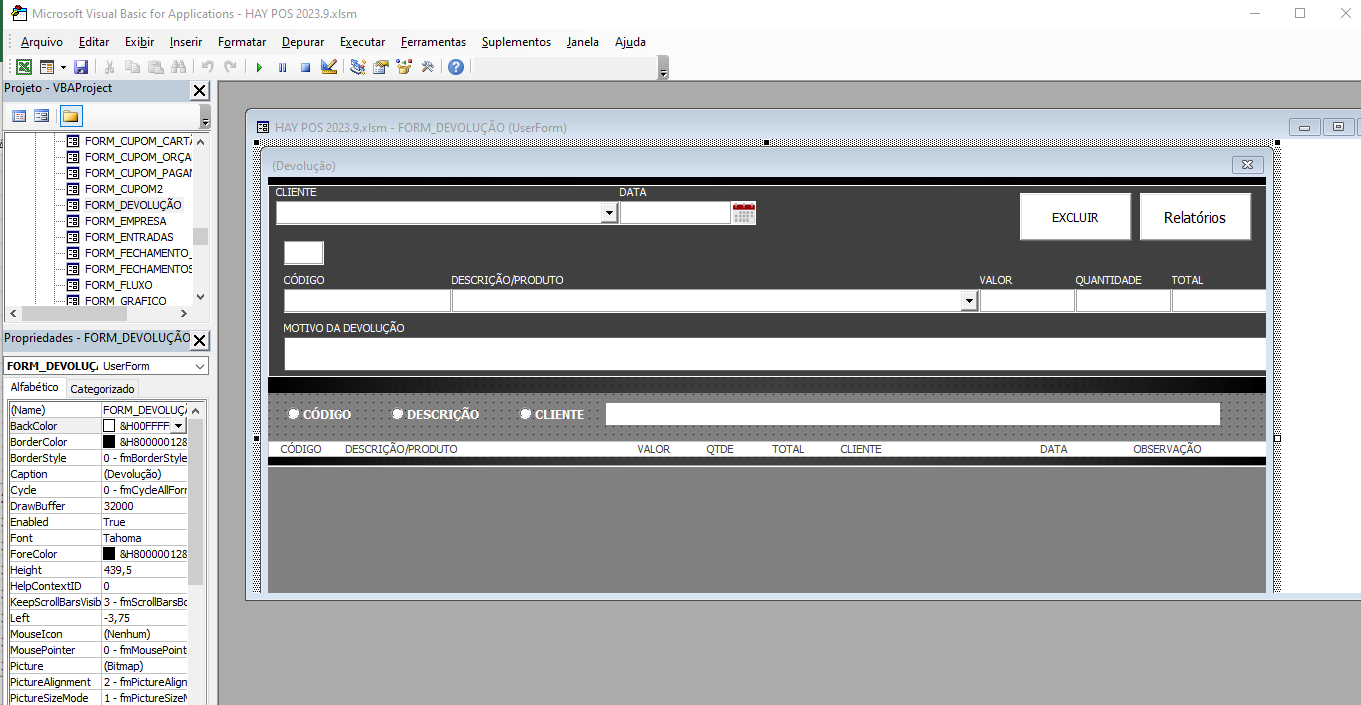 Microsoft Visual Basic for Applications - HAY POS 2023.9.xlsm
Arquivo Editar Exibir Inserir Formatar Depurar Executar Ferramentas Suplementos Janela Ajuda
Projeto - VBAProject
FORM_CUPOM_CARTA
FORM_CUPOM_ORÇA
FORM_CUPOM_PAGAN
FORM_CUPOM2
FORM_DEVOLUÇÃO
FORM_EMPRESA
FORM_ENTRADAS
FORM_FECHAMENTO_
FORM_FECHAMENTOS
FORM_FLUXO
FORM_GRAFICO
Propriedades - FORM_DEVOLUÇÃO
FORM_DEVOLUÇ UserForm
Alfabético Categorizado
(Name) FORM_DEVOLUÇÃ
BackColor &H00FFFF
BorderColor &H80000012&
BorderStyle 0 - fmBorderStyle
Caption (Devolução)
Cycle 0 - fmCycleAllForr
DrawBuffer 32000
Enabled True
Font Tahoma
ForeColor &H80000012&
Height 439,5
HelpContextID 0
KeepScrollBarsVisib 3 - fmScrollBarsBo
Left -3,75
MouseIcon (Nenhum)
MousePointer 0 - fmMousePoint
Picture (Bitmap)
PictureAlignment 2 - fmPictureAlign
PictureSizeMode 1 - fmPictureSizeM
HAY POS 2023.9.xlsm - FORM_DEVOLUÇÃO (UserForm)
(Devolução)
CLIENTE DATA
EXCLUIR Relatórios
CÓDIGO DESCRIÇÃO/PRODUTO VALOR QUANTIDADE TOTAL
MOTIVO DA DEVOLUÇÃO
CÓDIGO DESCRIÇÃO CLIENTE
CÓDIGO DESCRIÇÃO/PRODUTO VALOR QTDE TOTAL CLIENTE DATA OBSERVAÇÃO